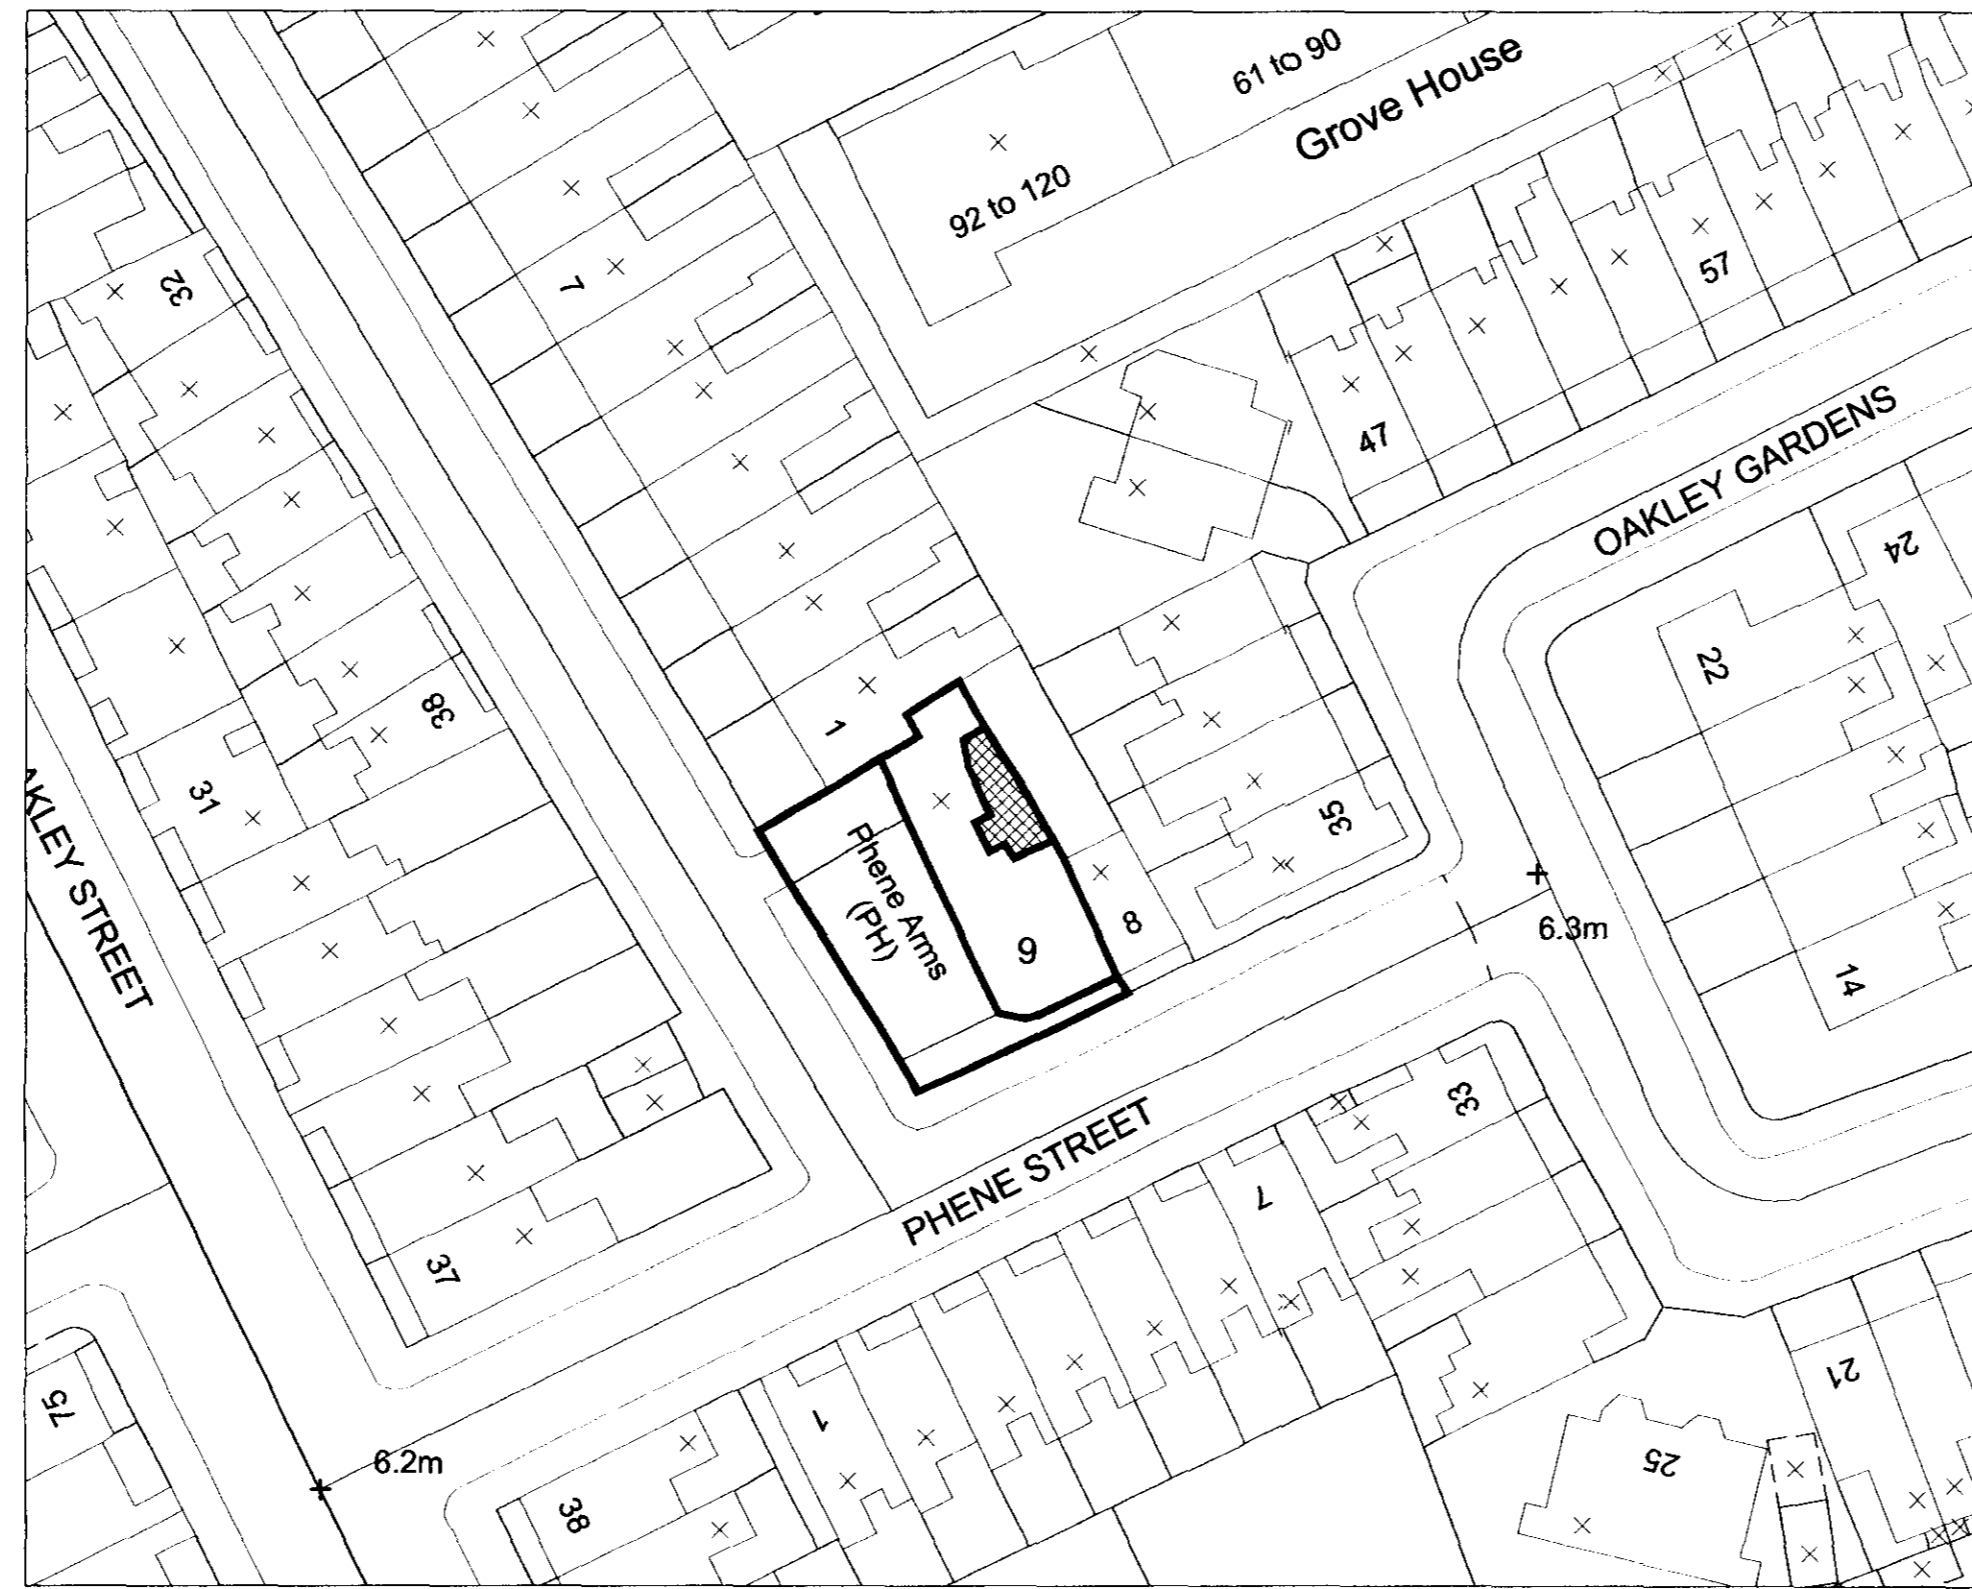 61 to 90
Grove House
92 to 120
32
7
57
47
OAKLEY GARDENS
24
22
38
1
31
35
AKLEY STREET
Phene Arms
(PH)
9
8
6.3m
14
33
PHENE STREET
7
37
21
75
1
6.2m
25
38